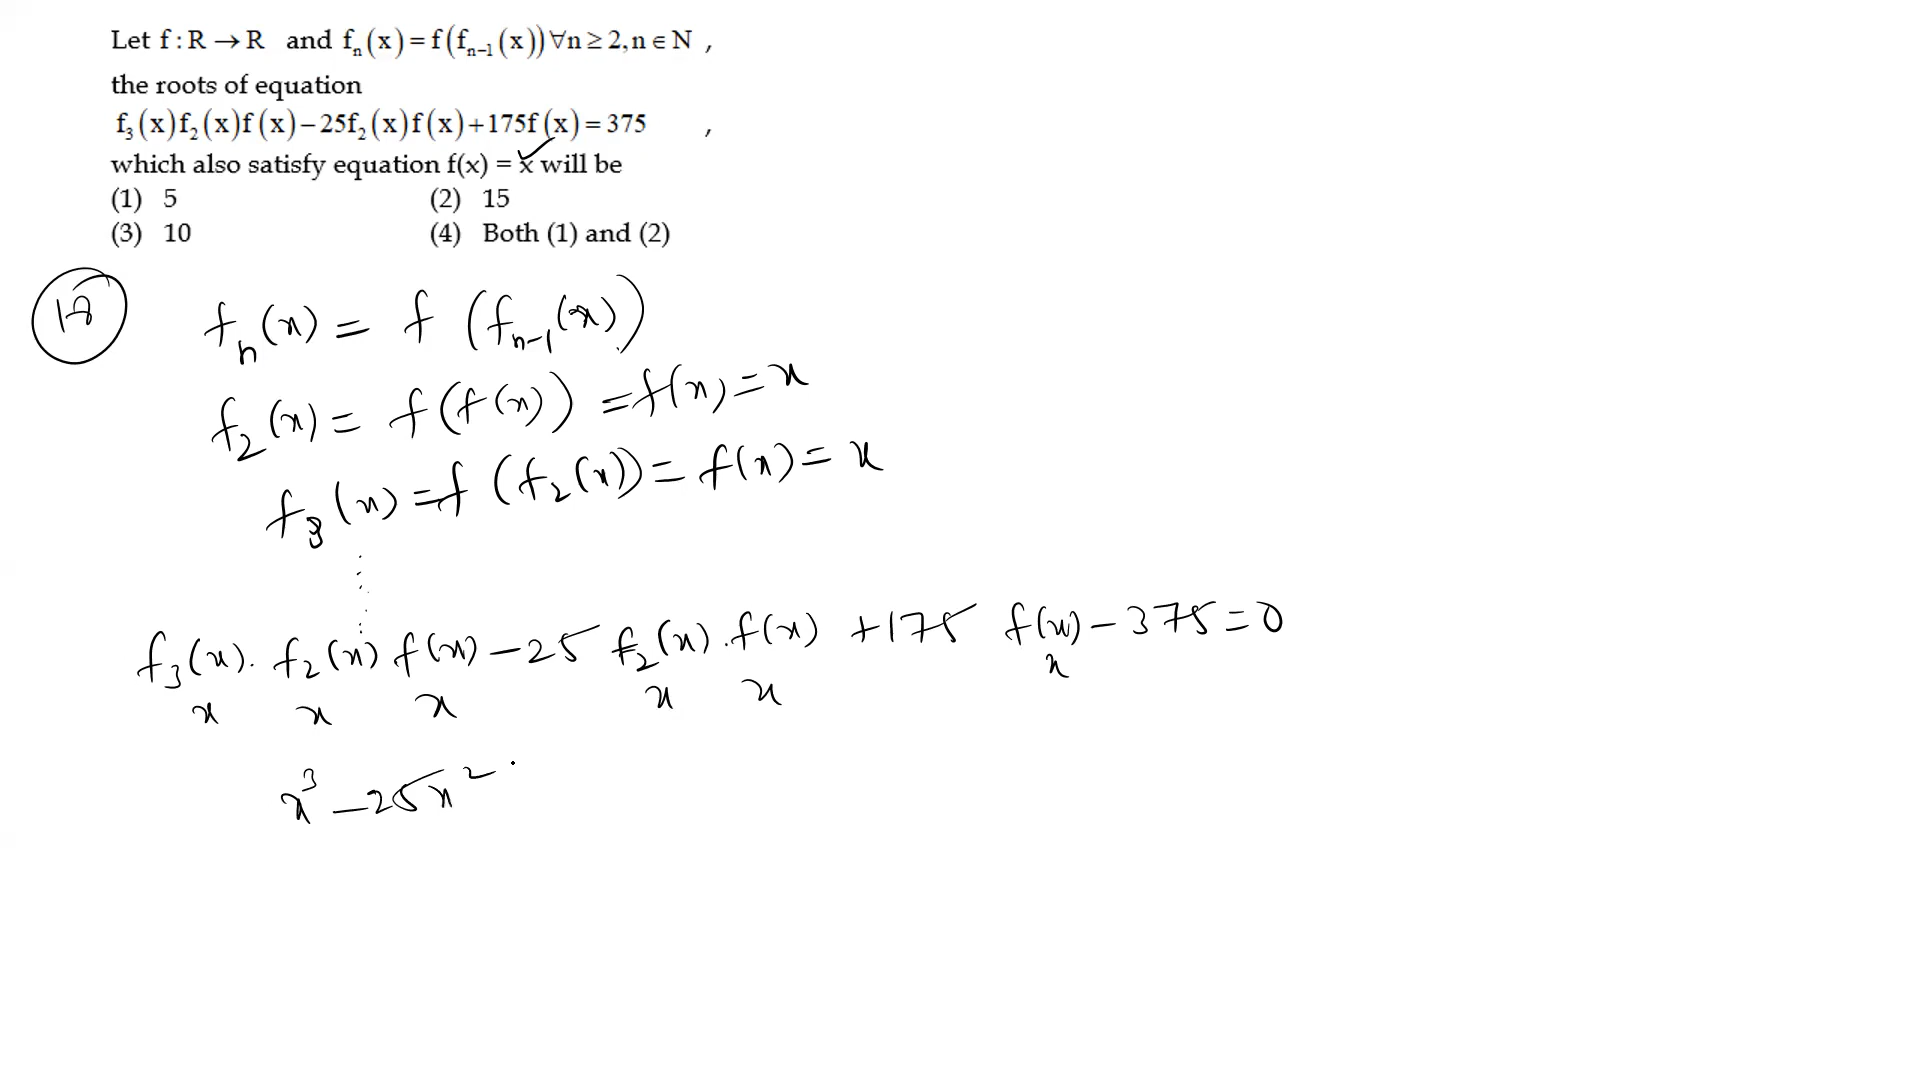 Let f : R → R and fₙ(x) = f(fₙ₋₁(x)) ∀n ≥ 2, n ∈ N ,
the roots of equation
f₃(x)f₂(x)f(x) − 25f₂(x)f(x) + 175f(x) = 375 ,
which also satisfy equation f(x) = x will be
(1) 5 (2) 15
(3) 10 (4) Both (1) and (2)
fₙ(x) = f (fₙ₋₁(x))
f₂(x) = f(f(x)) = f(x) = x
f₃(x) = f (f₂(x)) = f(x) = x
f₃(x). f₂(x) f(x) − 25 f₂(x) . f(x) + 175 f(x) − 375 = 0
x x x x x x
x³ − 25x²